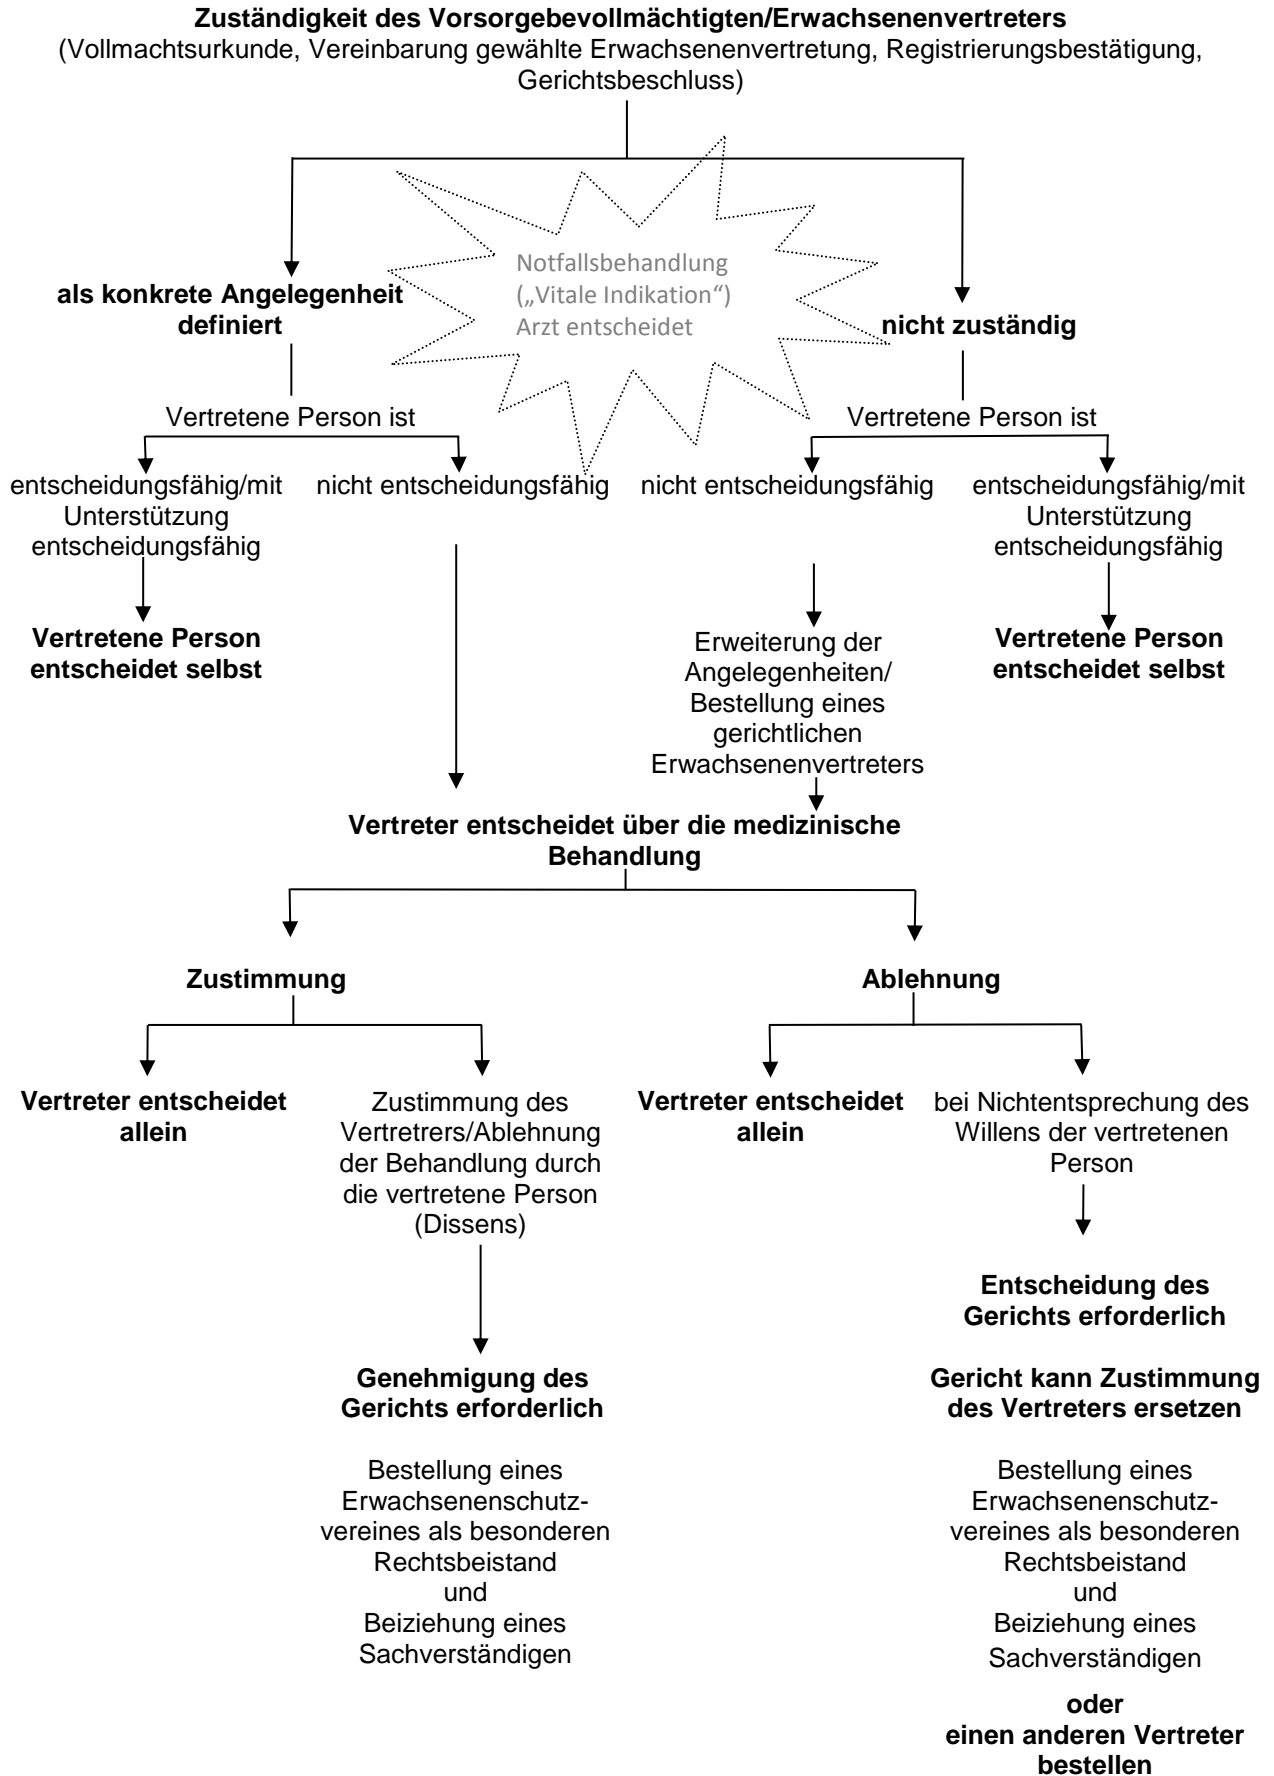 Zuständigkeit des Vorsorgebevollmächtigten/Erwachsenenvertreters
(Vollmachtsurkunde, Vereinbarung gewählte Erwachsenenvertretung, Registrierungsbestätigung,
Gerichtsbeschluss)
Notfallsbehandlung
(„Vitale Indikation“)
Arzt entscheidet
als konkrete Angelegenheit
definiert
nicht zuständig
Vertretene Person ist
Vertretene Person ist
entscheidungsfähig/mit
Unterstützung
entscheidungsfähig
nicht entscheidungsfähig
nicht entscheidungsfähig
entscheidungsfähig/mit
Unterstützung
entscheidungsfähig
Vertretene Person
entscheidet selbst
Erweiterung der
Angelegenheiten/
Bestellung eines
gerichtlichen
Erwachsenenvertreters
Vertretene Person
entscheidet selbst
Vertreter entscheidet über die medizinische
Behandlung
Zustimmung
Ablehnung
Vertreter entscheidet
allein
Zustimmung des
Vertretrers/Ablehnung
der Behandlung durch
die vertretene Person
(Dissens)
Vertreter entscheidet
allein
bei Nichtentsprechung des
Willens der vertretenen
Person
Genehmigung des
Gerichts erforderlich
Bestellung eines
Erwachsenenschutz-
vereines als besonderen
Rechtsbeistand
und
Beiziehung eines
Sachverständigen
Entscheidung des
Gerichts erforderlich
Gericht kann Zustimmung
des Vertreters ersetzen
Bestellung eines
Erwachsenenschutz-
vereines als besonderen
Rechtsbeistand
und
Beiziehung eines
Sachverständigen
oder
einen anderen Vertreter
bestellen